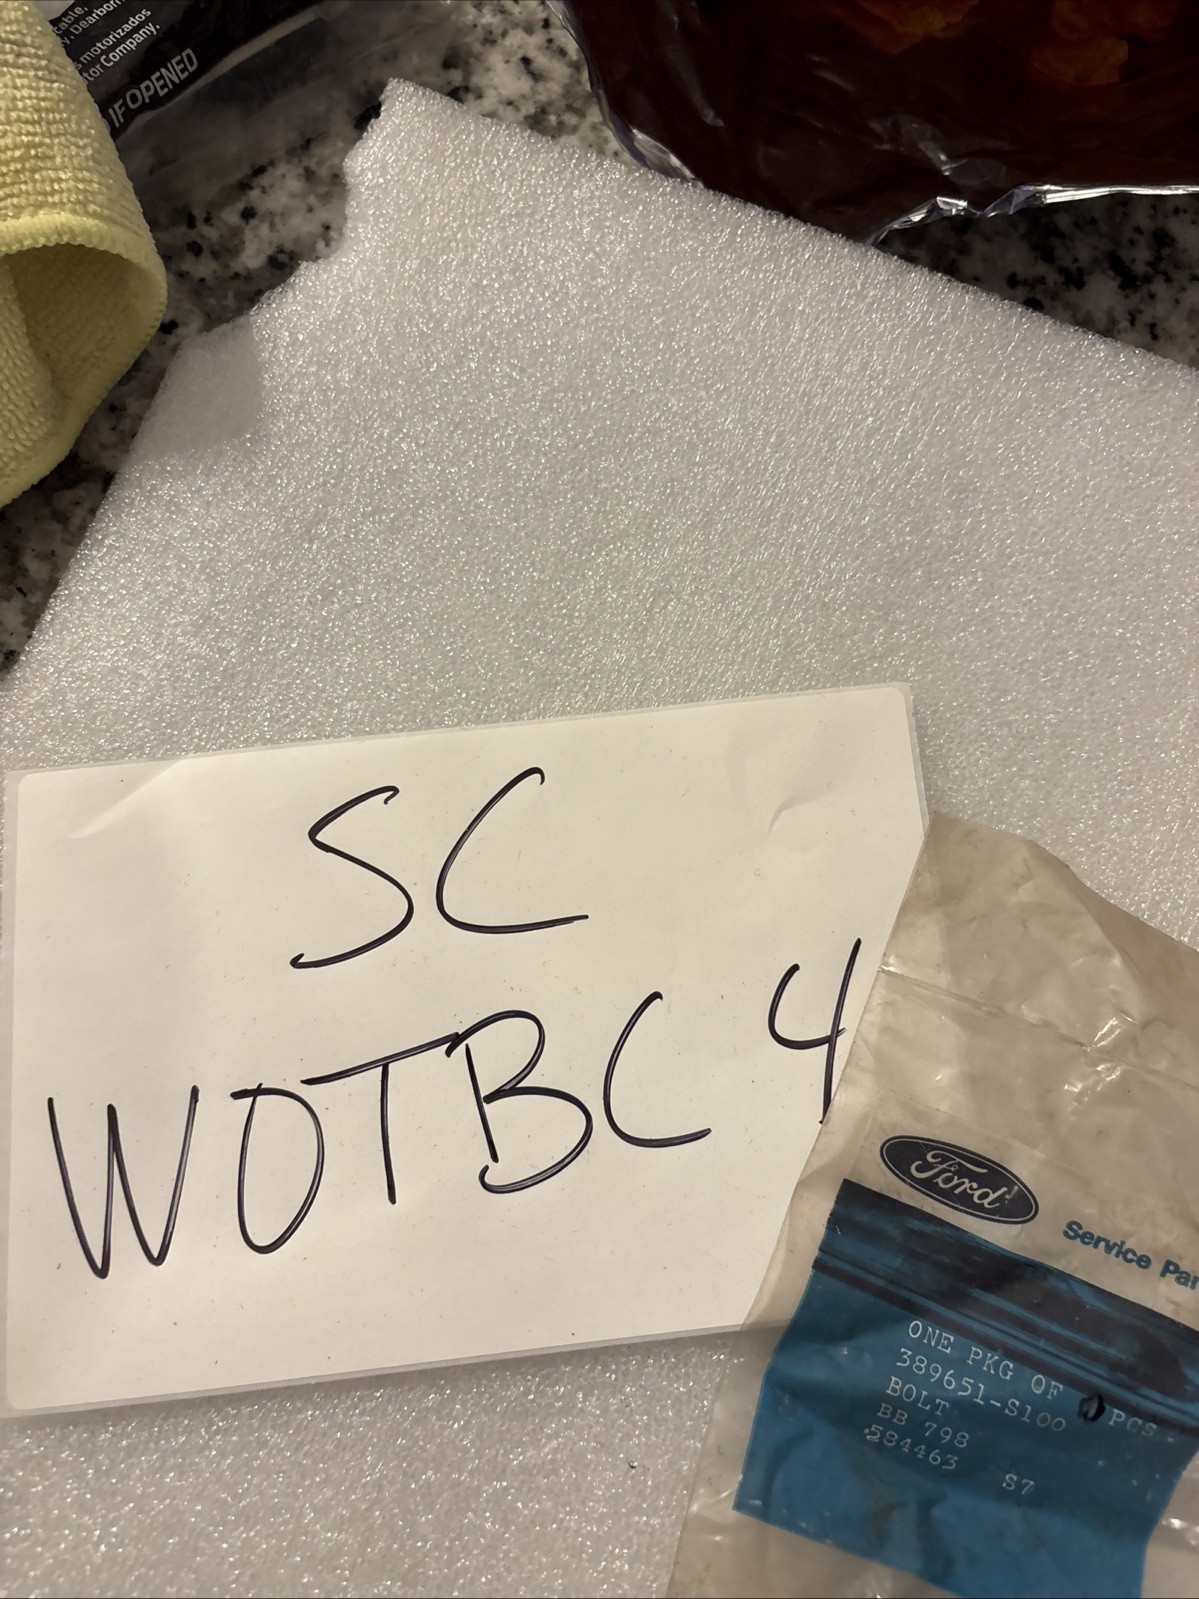 table,
y, Dearborn
s motorizados
tor Company,
IF OPENED
SC
WOTBC 4
Ford
Service Par
ONE PKG OF PCS
389651-S100
BOLT
BB 798
584463 S7